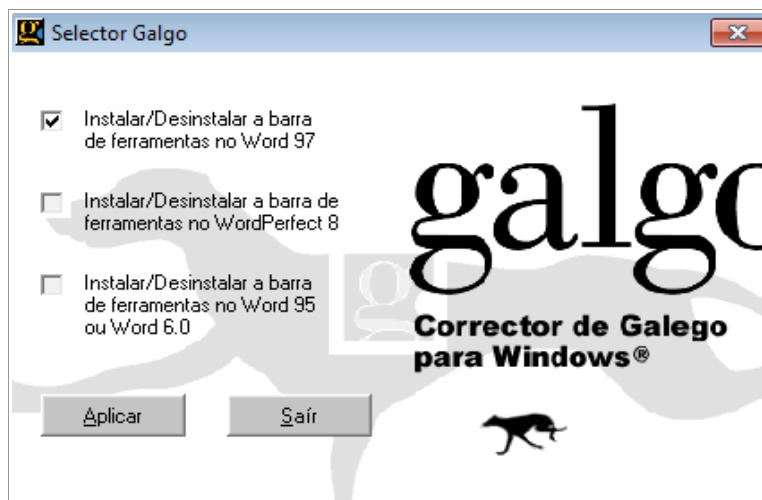 Selector Galgo
Instalar/Desinstalar a barra
de ferramentas no Word 97
Instalar/Desinstalar a barra de
ferramentas no WordPerfect 8
Instalar/Desinstalar a barra
de ferramentas no Word 95
ou Word 6.0
Aplicar
Saír
galgo
Corrector de Galego
para Windows®